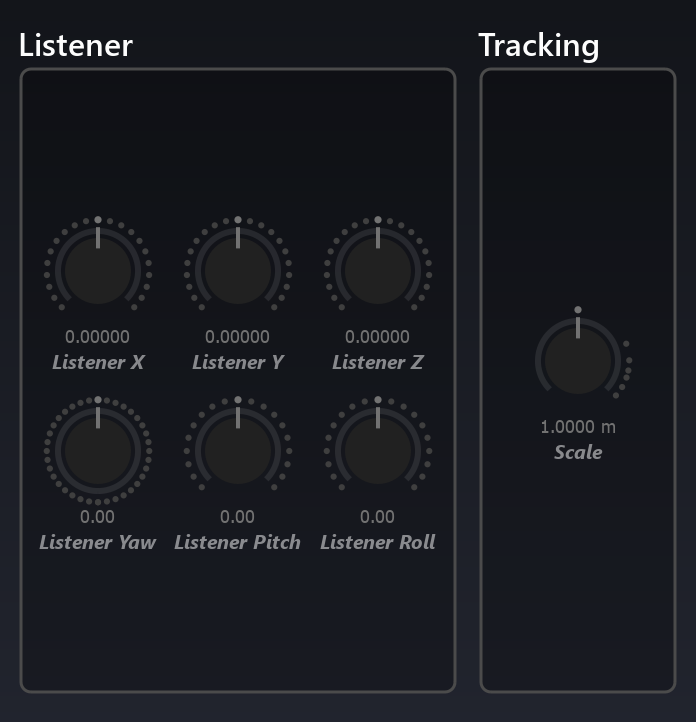 Listener
Tracking
0.00000
0.00000
0.00000
Listener X
Listener Y
Listener Z
0.00
0.00
0.00
Listener Yaw
Listener Pitch
Listener Roll
1.0000 m
Scale